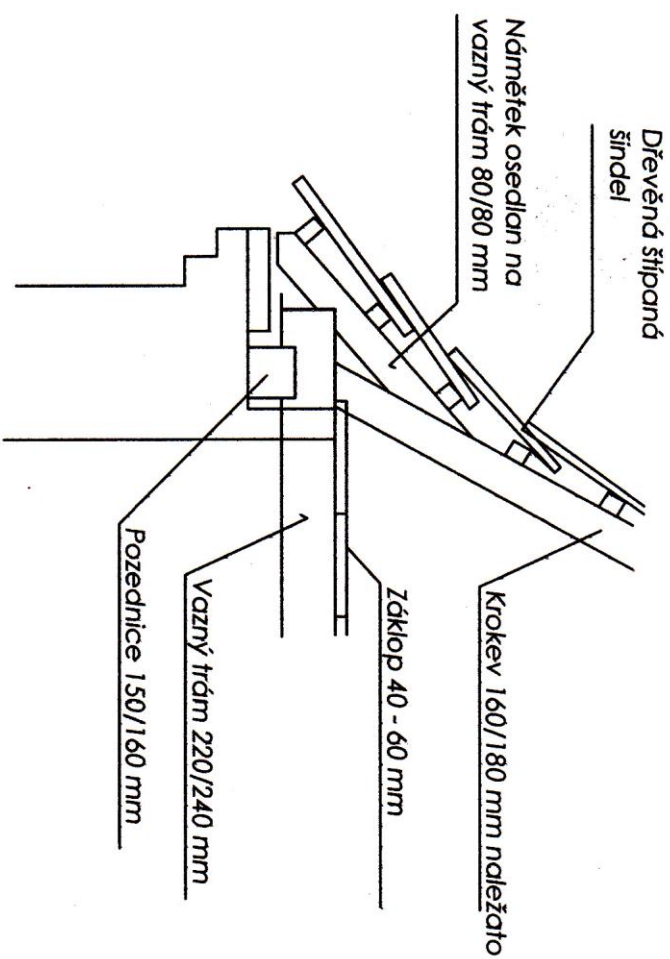 Dřevěná štípaná
šindel
Námětek osedlan na
vazný trám 80/80 mm
Krokev 160/180 mm naležato
Záklop 40 - 60 mm
Vazný trám 220/240 mm
Pozednice 150/160 mm